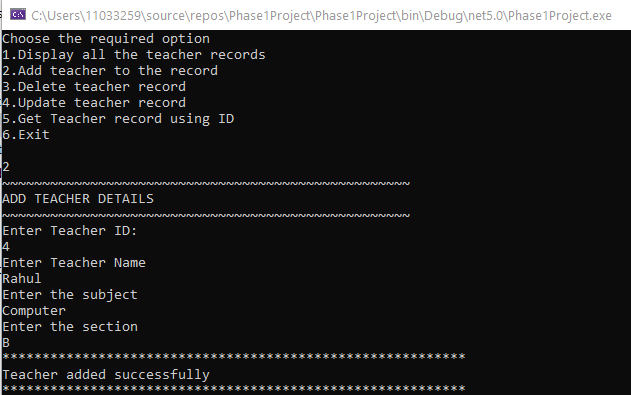 C:\Users\11033259\source\repos\Phase1Project\Phase1Project\bin\Debug\net5.0\Phase1Project.exe
Choose the required option
1.Display all the teacher records
2.Add teacher to the record
3.Delete teacher record
4.Update teacher record
5.Get Teacher record using ID
6.Exit
2
~~~~~~~~~~~~~~~~~~~~~~~~~~~~~~~~~~~~~~~~~~~~~~~~~~~
ADD TEACHER DETAILS
~~~~~~~~~~~~~~~~~~~~~~~~~~~~~~~~~~~~~~~~~~~~~~~~~~~
Enter Teacher ID:
4
Enter Teacher Name
Rahul
Enter the subject
Computer
Enter the section
B
**********************************************************
Teacher added successfully
**********************************************************